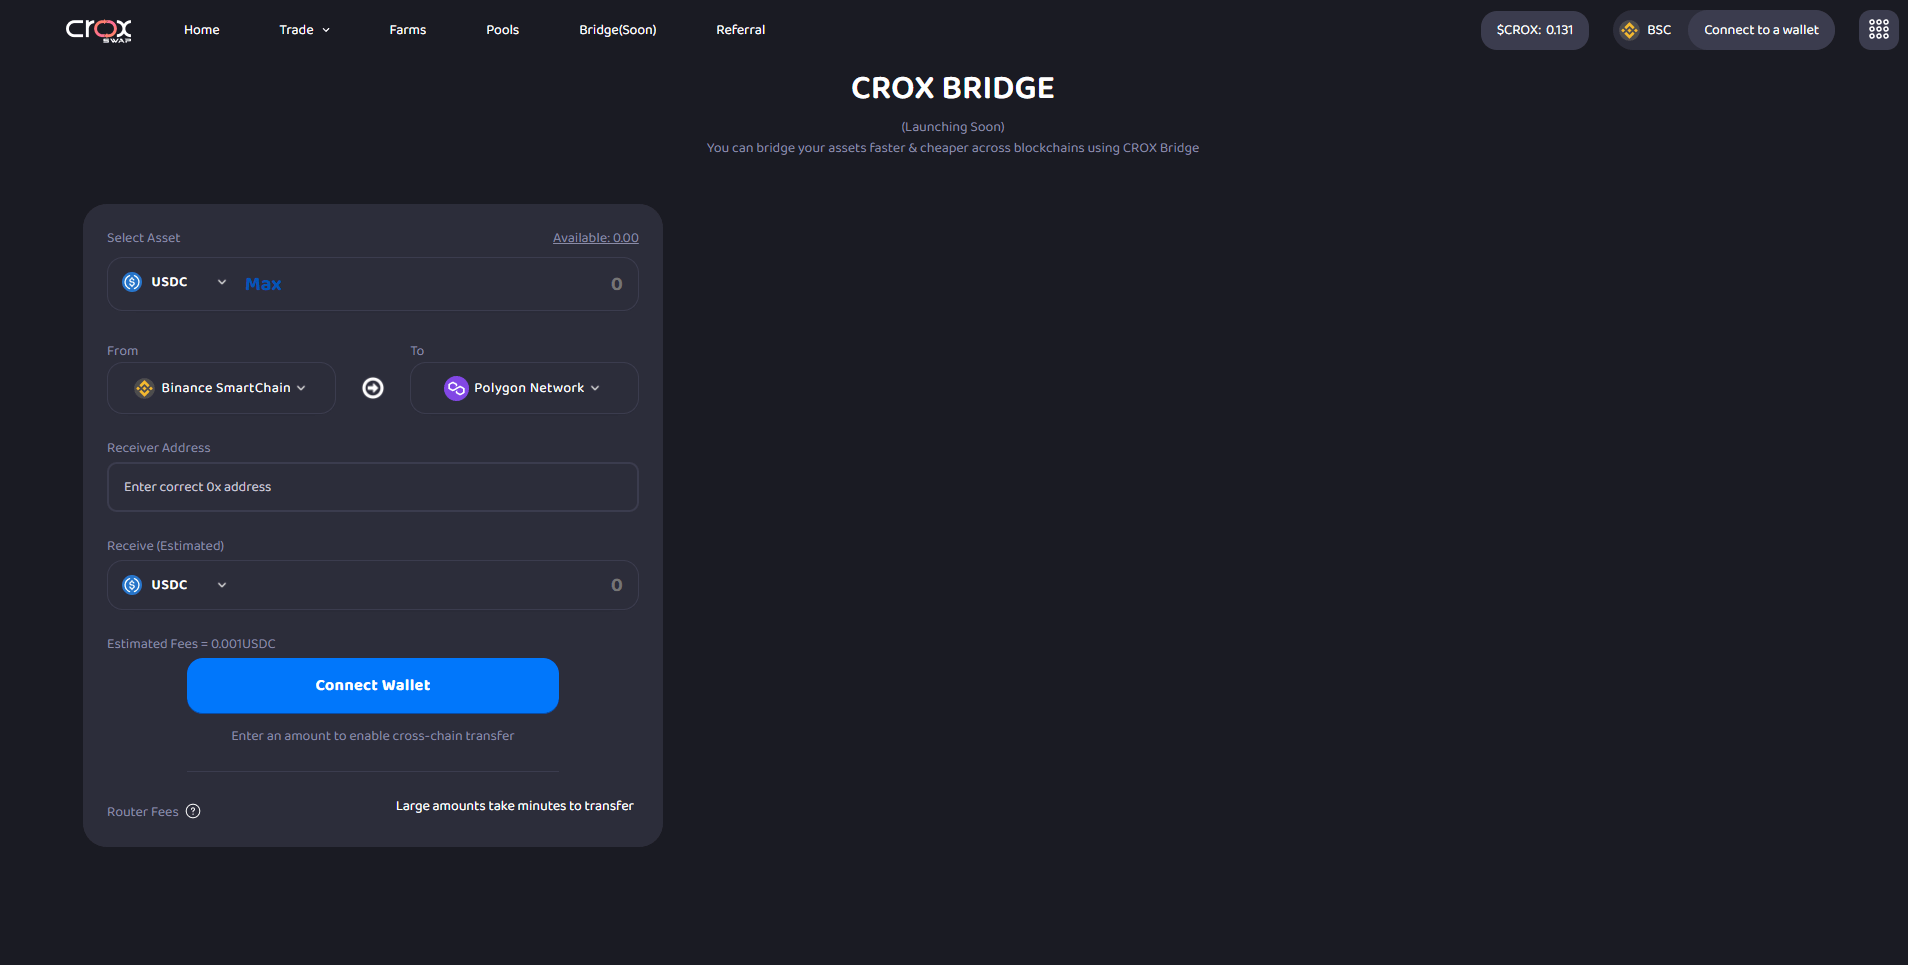 crox
SWAP
Home
Trade
Farms
Pools
Bridge(Soon)
Referral
$CROX: 0.131
BSC
Connect to a wallet
CROX BRIDGE
(Launching Soon)
You can bridge your assets faster & cheaper across blockchains using CROX Bridge
Select Asset
Available: 0.00
USDC
Max
0
From
To
Binance SmartChain
Polygon Network
Receiver Address
Enter correct 0x address
Receive (Estimated)
USDC
0
Estimated Fees = 0.001USDC
Connect Wallet
Enter an amount to enable cross-chain transfer
Router Fees ?
Large amounts take minutes to transfer